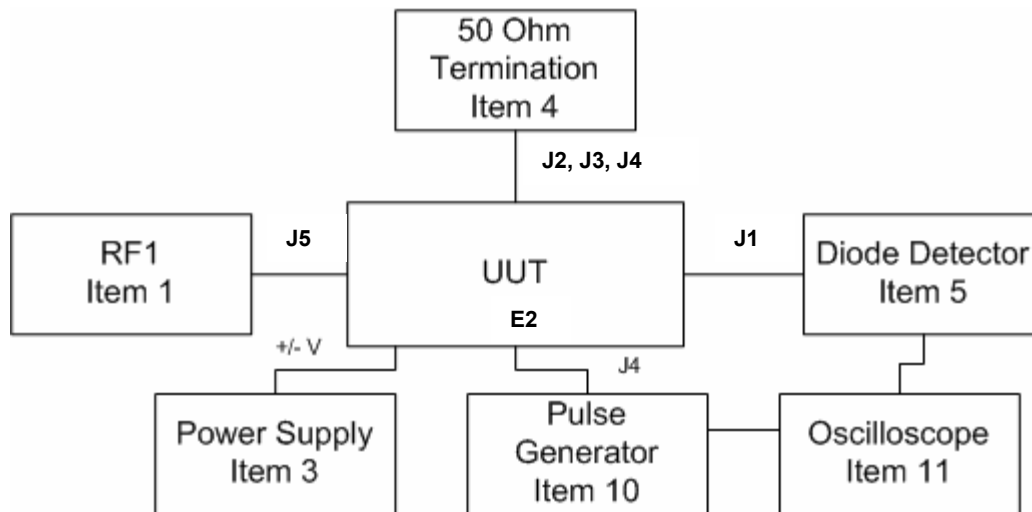 50 Ohm
Termination
Item 4
J2, J3, J4
RF1
Item 1
J5
UUT
E2
J1
Diode Detector
Item 5
+/- V
J4
Power Supply
Item 3
Pulse
Generator
Item 10
Oscilloscope
Item 11